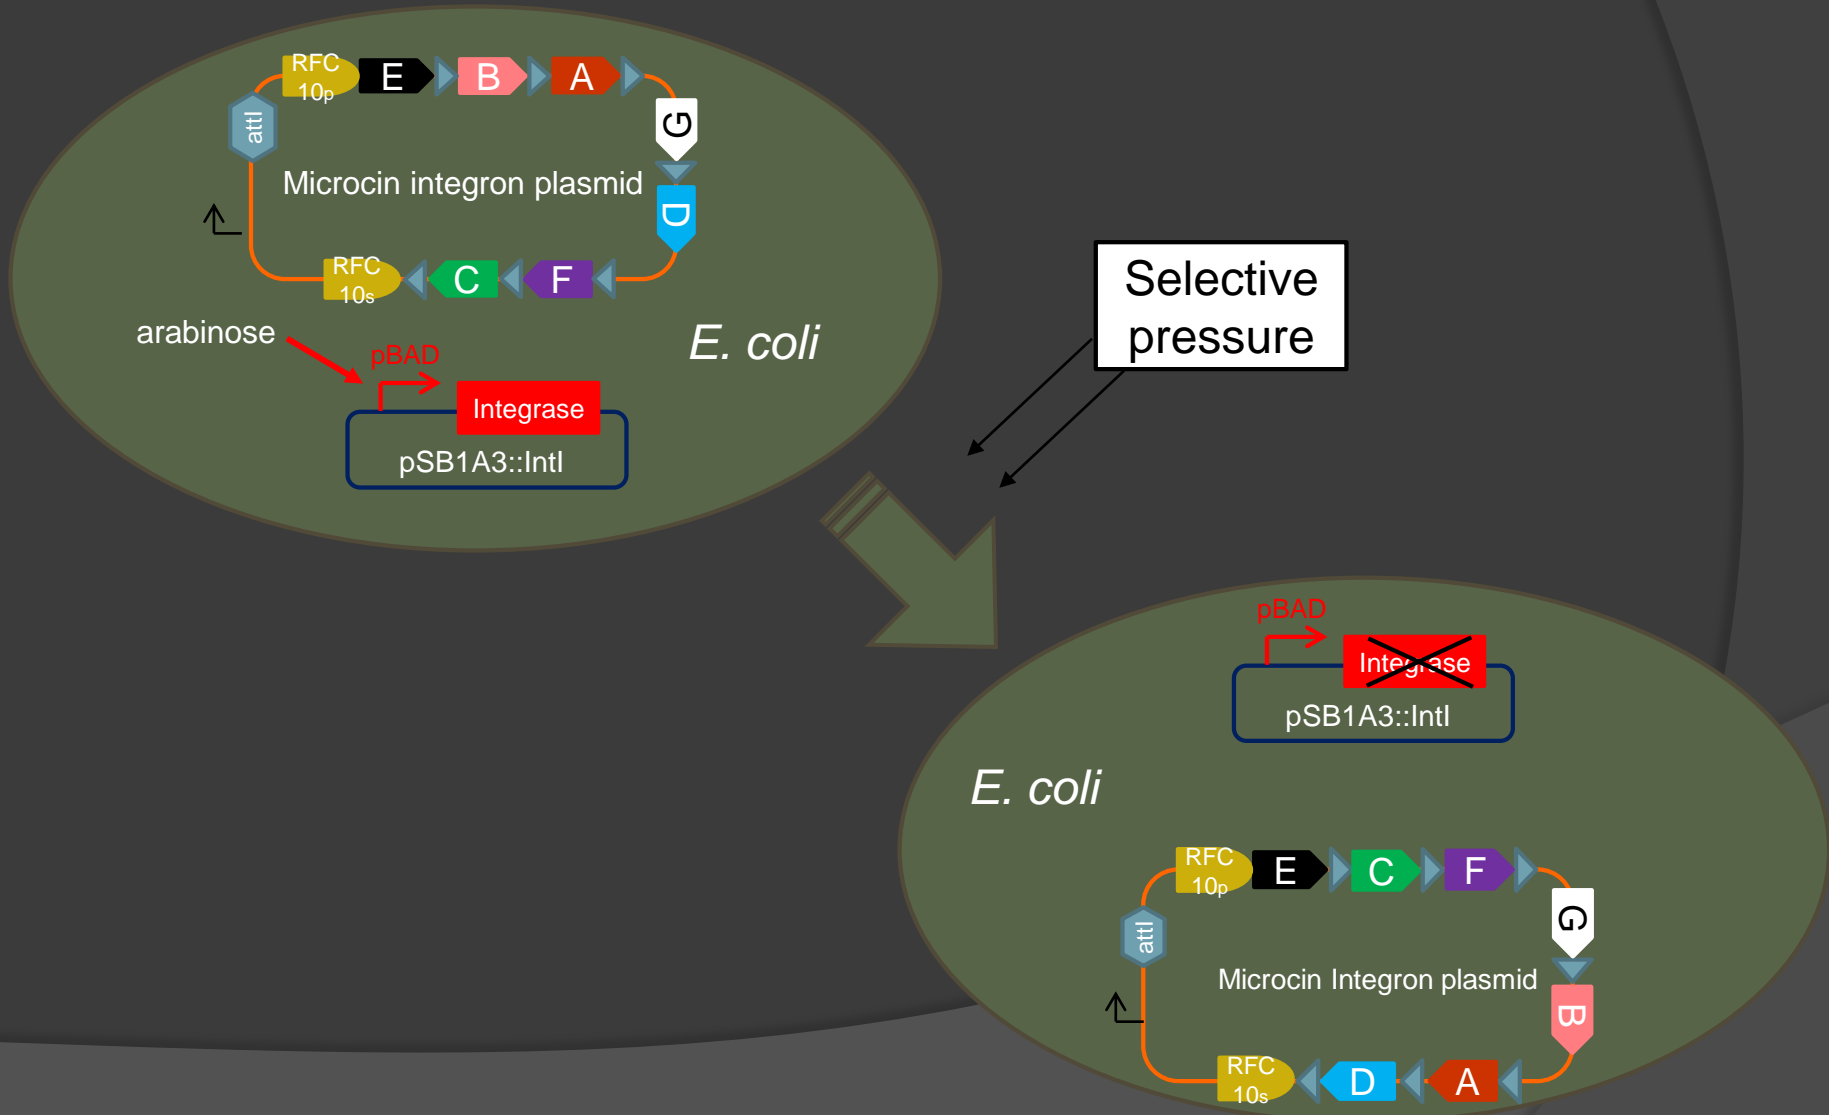 RFC
10p
E
B
A
attI
G
Microcin integron plasmid
D
RFC
10s
C
F
arabinose
pBAD
E. coli
Integrase
pSB1A3::IntI
Selective
pressure
pBAD
Integrase
pSB1A3::IntI
E. coli
RFC
10p
E
C
F
attI
G
Microcin Integron plasmid
B
RFC
10s
D
A